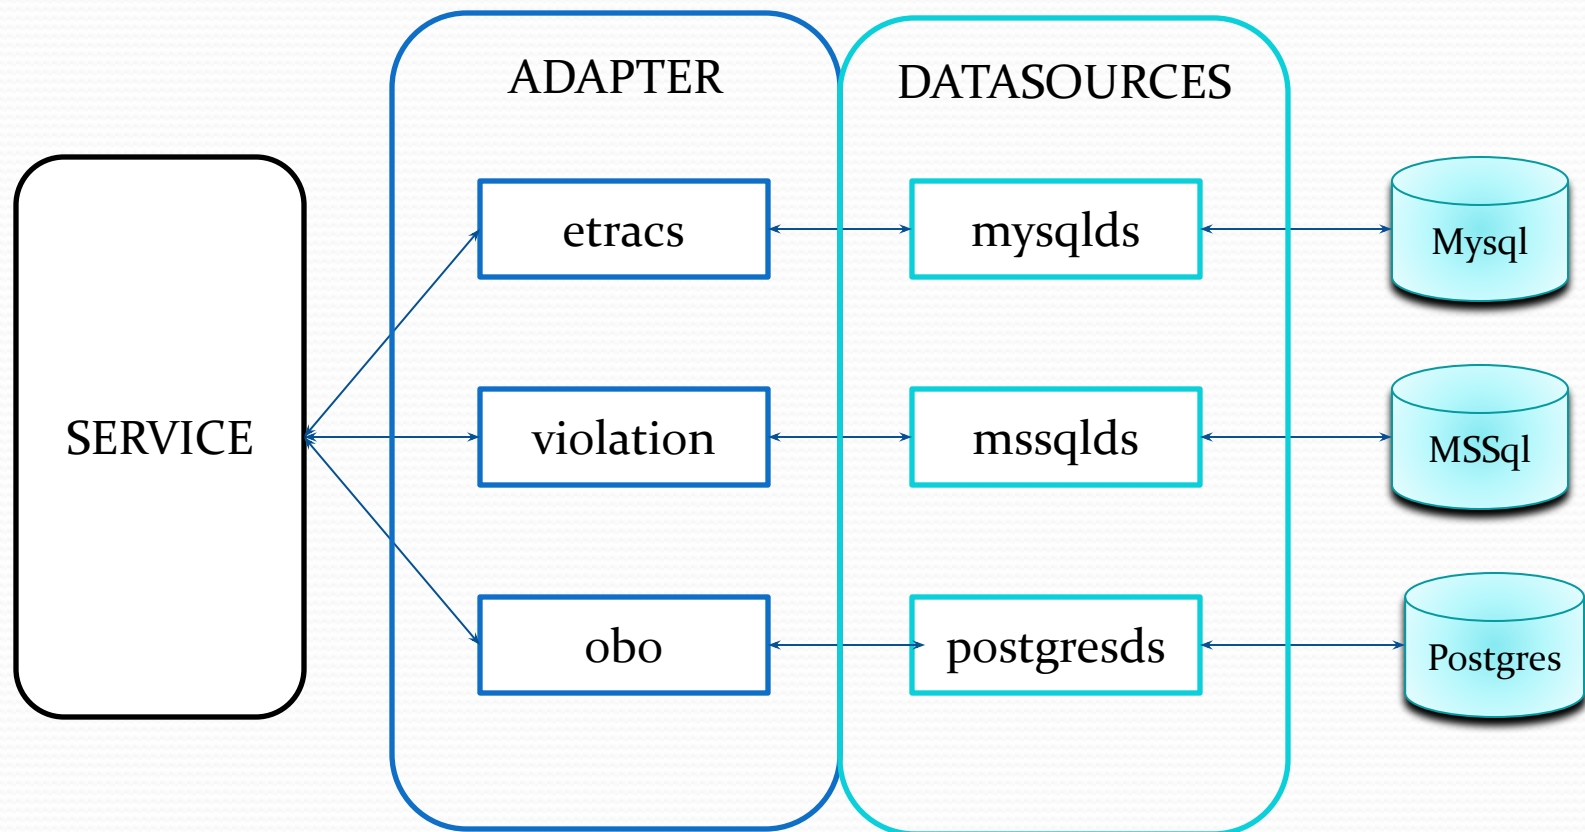 ADAPTER
DATASOURCES
SERVICE
etracs
mysqlds
Mysql
violation
mssqlds
MSSql
obo
postgresds
Postgres